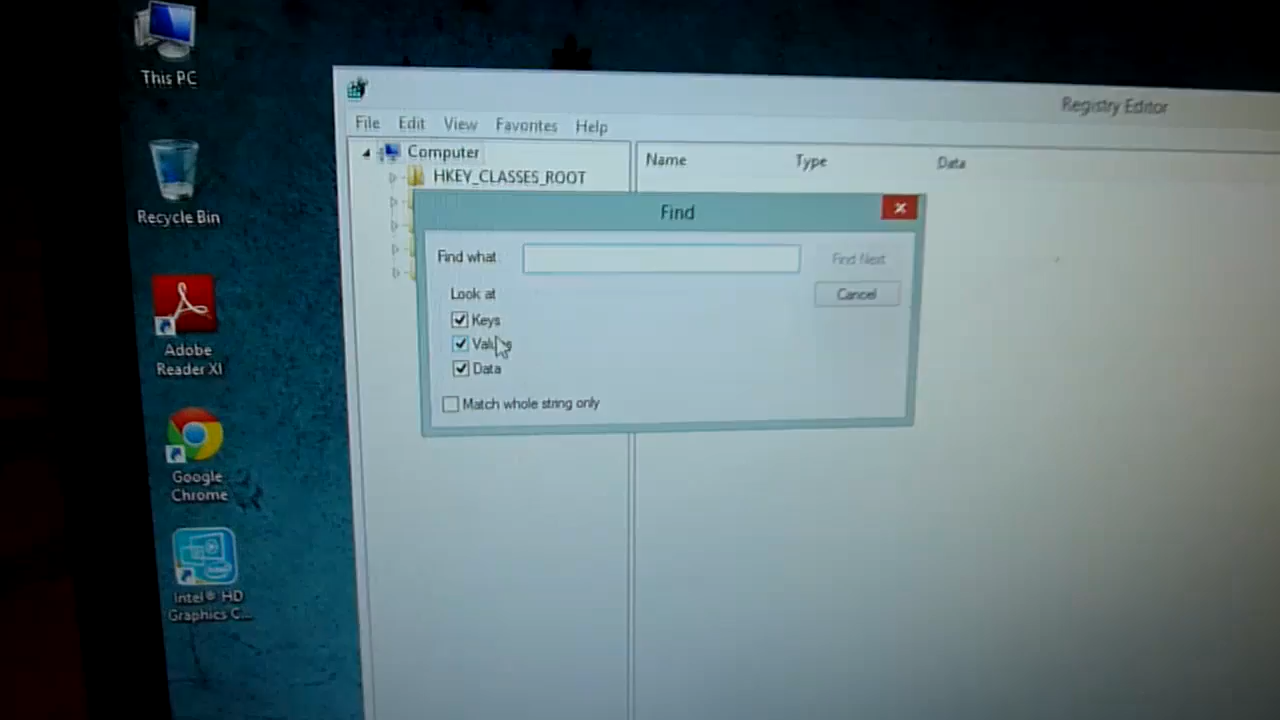 This PC
Recycle Bin
Adobe
Reader XI
Google
Chrome
Intel® HD
Graphics C...
Registry Editor
File Edit View Favorites Help
Computer
HKEY_CLASSES_ROOT
Name Type Data
Find
Find what
Find Next
Cancel
Look at
Keys
Values
Data
Match whole string only